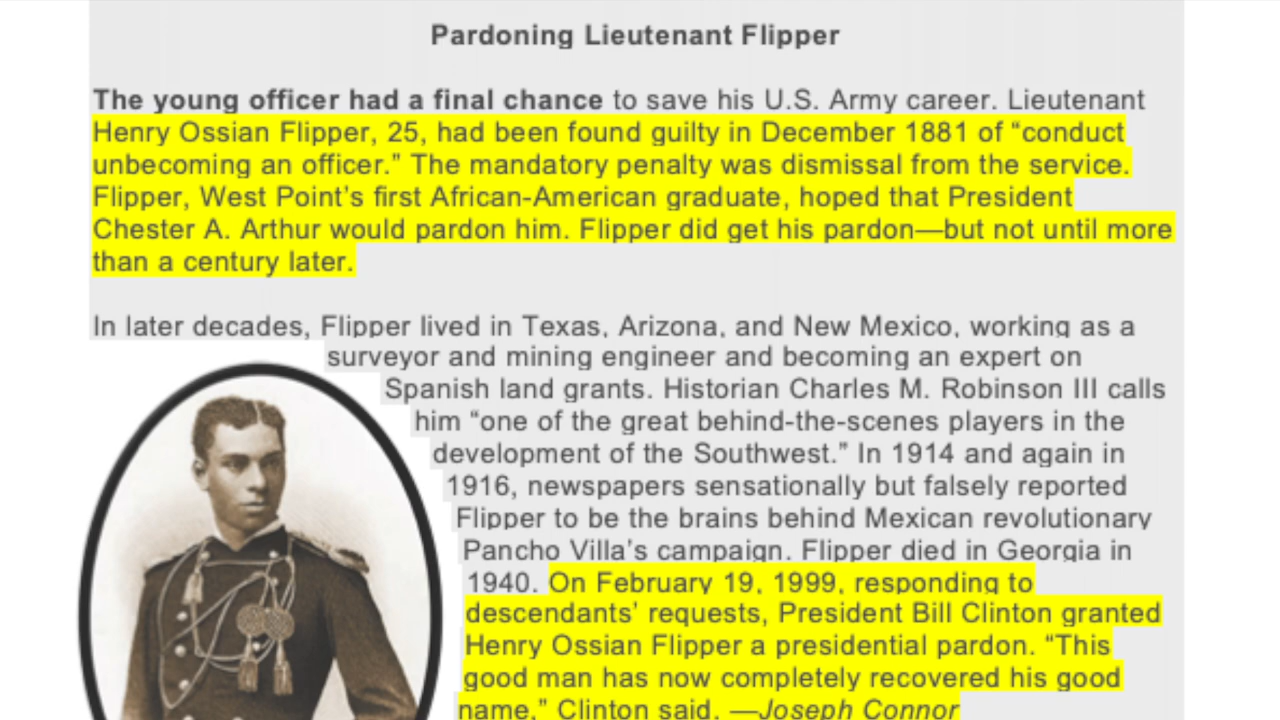 Pardoning Lieutenant Flipper
The young officer had a final chance to save his U.S. Army career. Lieutenant
Henry Ossian Flipper, 25, had been found guilty in December 1881 of “conduct
unbecoming an officer.” The mandatory penalty was dismissal from the service.
Flipper, West Point’s first African-American graduate, hoped that President
Chester A. Arthur would pardon him. Flipper did get his pardon—but not until more
than a century later.
In later decades, Flipper lived in Texas, Arizona, and New Mexico, working as a
surveyor and mining engineer and becoming an expert on
Spanish land grants. Historian Charles M. Robinson III calls
him “one of the great behind-the-scenes players in the
development of the Southwest.” In 1914 and again in
1916, newspapers sensationally but falsely reported
Flipper to be the brains behind Mexican revolutionary
Pancho Villa’s campaign. Flipper died in Georgia in
1940. On February 19, 1999, responding to
descendants’ requests, President Bill Clinton granted
Henry Ossian Flipper a presidential pardon. “This
good man has now completely recovered his good
name,” Clinton said. —Joseph Connor